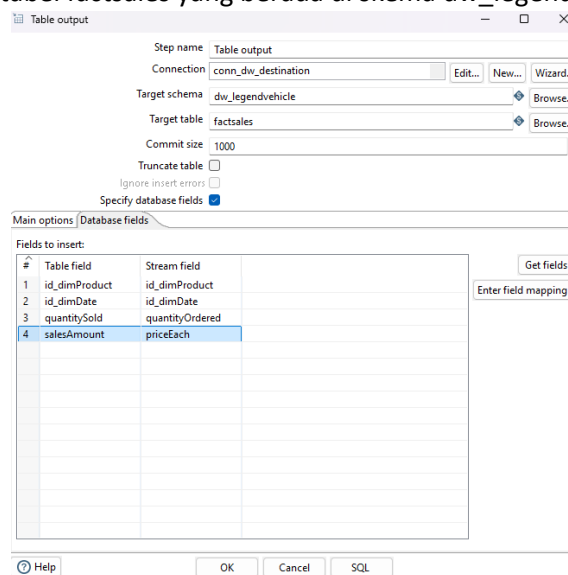 tabel factsales yang berada di skema dw_legend
Table output
Step name Table output
Connection conn_dw_destination Edit... New... Wizard.
Target schema dw_legendvehicle Browse.
Target table factsales Browse.
Commit size 1000
Truncate table
Ignore insert errors
Specify database fields
Main options Database fields
Fields to insert:
# Table field Stream field Get fields
1 id_dimProduct id_dimProduct Enter field mapping
2 id_dimDate id_dimDate
3 quantitySold quantityOrdered
4 salesAmount priceEach
Help OK Cancel SQL